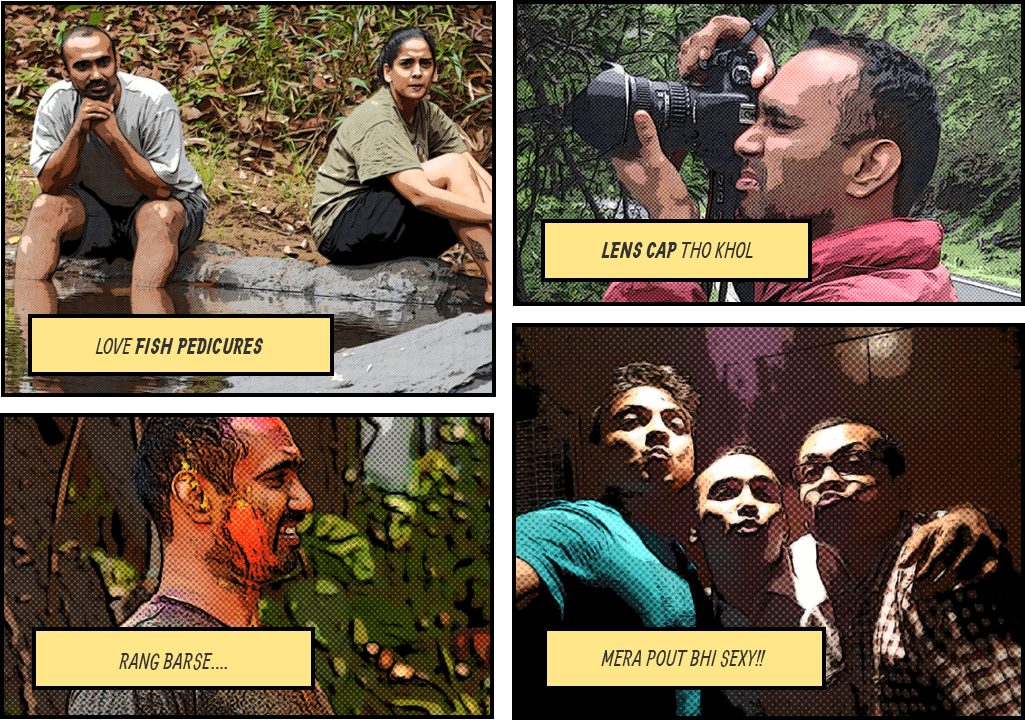 LENS CAP THO KHOL
LOVE FISH PEDICURES
RANG BARSE....
MERA POUT BHI SEXY!!